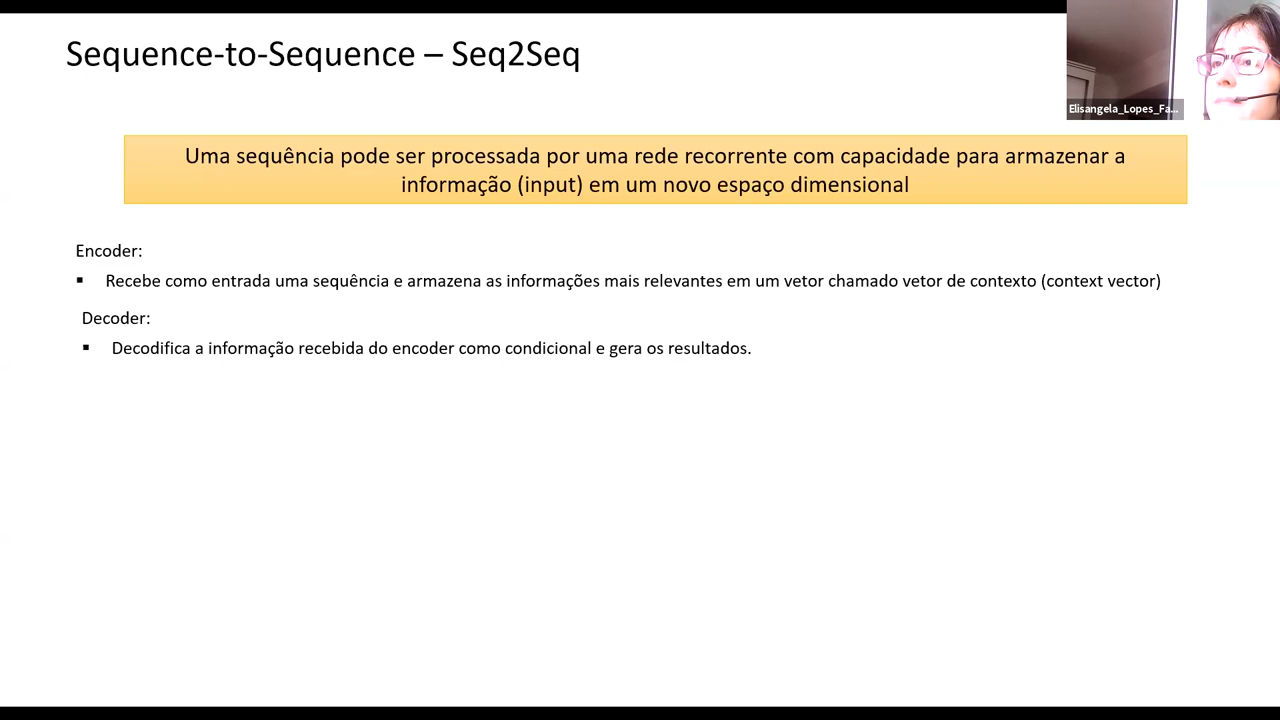 Sequence-to-Sequence – Seq2Seq
Elisangela_Lopes_Fa...
Uma sequência pode ser processada por uma rede recorrente com capacidade para armazenar a
informação (input) em um novo espaço dimensional
Encoder:
▪ Recebe como entrada uma sequência e armazena as informações mais relevantes em um vetor chamado vetor de contexto (context vector)
Decoder:
▪ Decodifica a informação recebida do encoder como condicional e gera os resultados.